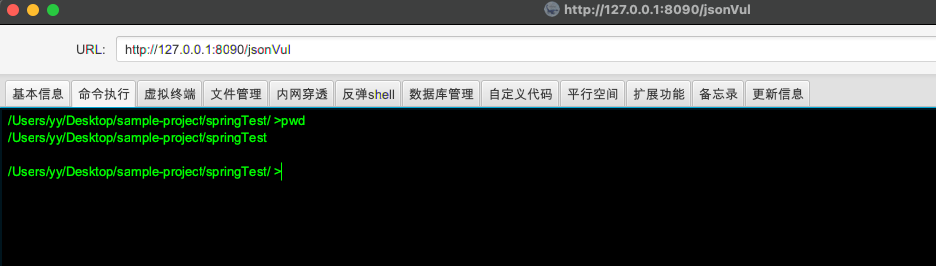 http://127.0.0.1:8090/jsonVul
URL: http://127.0.0.1:8090/jsonVul
基本信息 命令执行 虚拟终端 文件管理 内网穿透 反弹shell 数据库管理 自定义代码 平行空间 扩展功能 备忘录 更新信息
/Users/yy/Desktop/sample-project/springTest/ >pwd
/Users/yy/Desktop/sample-project/springTest
/Users/yy/Desktop/sample-project/springTest/ >